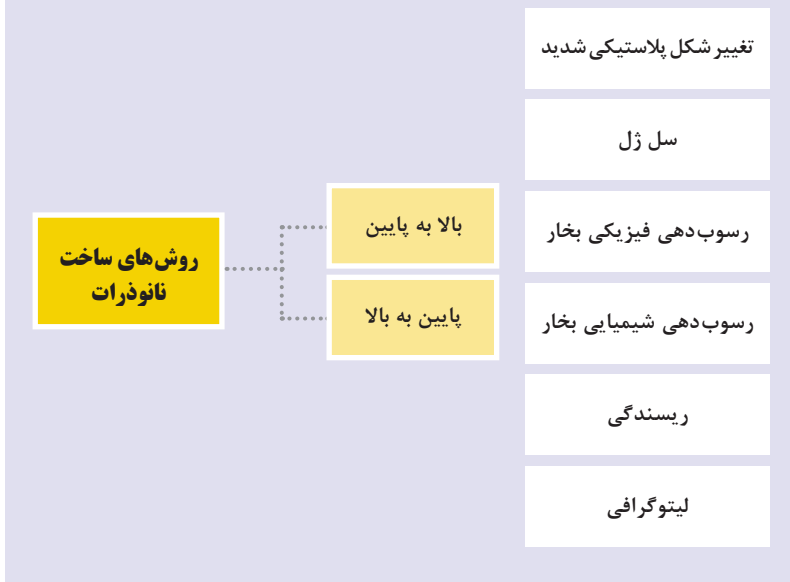 تغییر شکل پلاستیکی شدید
سل ژل
رسوب‌دهی فیزیکی بخار
رسوب‌دهی شیمیایی بخار
ریسندگی
لیتوگرافی
بالا به پایین
پایین به بالا
روش‌های ساخت
نانوذرات